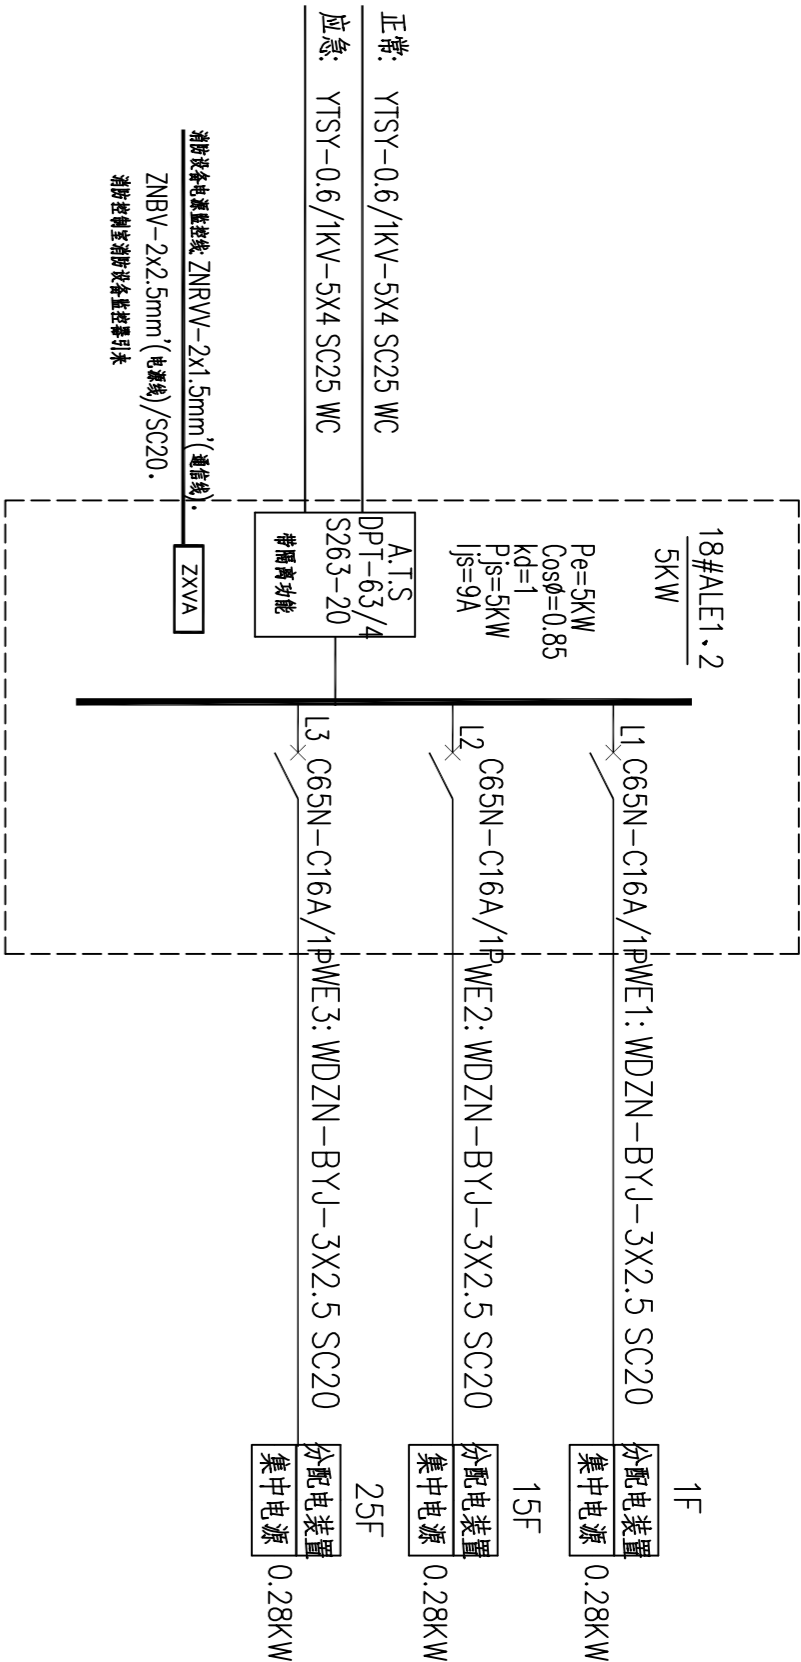 18#ALE1、2
5KW
Pe=5KW
CosØ=0.85
kd=1
Pjs=5KW
Ijs=9A
正常: YTSY-0.6/1KV-5X4 SC25 WC
应急: YTSY-0.6/1KV-5X4 SC25 WC
A.T.S
DPT-63/4
S263-20
带隔离功能
消防设备电源监控线: ZNRVV-2x1.5mm'(通信线).
ZNBV-2x2.5mm'(电源线)/SC20.
消防控制室消防设备监控器引来
ZXVA
1F
L1 C65N-C16A/1P WE1: WDZN-BYJ-3X2.5 SC20
分配电装置
集中电源
0.28KW
15F
L2 C65N-C16A/1P WE2: WDZN-BYJ-3X2.5 SC20
分配电装置
集中电源
0.28KW
25F
L3 C65N-C16A/1P WE3: WDZN-BYJ-3X2.5 SC20
分配电装置
集中电源
0.28KW